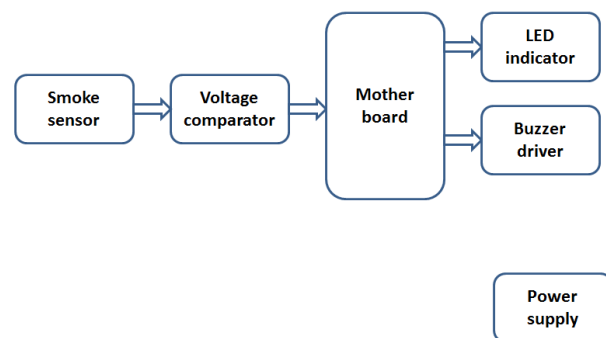 Smoke
sensor
Voltage
comparator
Mother
board
LED
indicator
Buzzer
driver
Power
supply